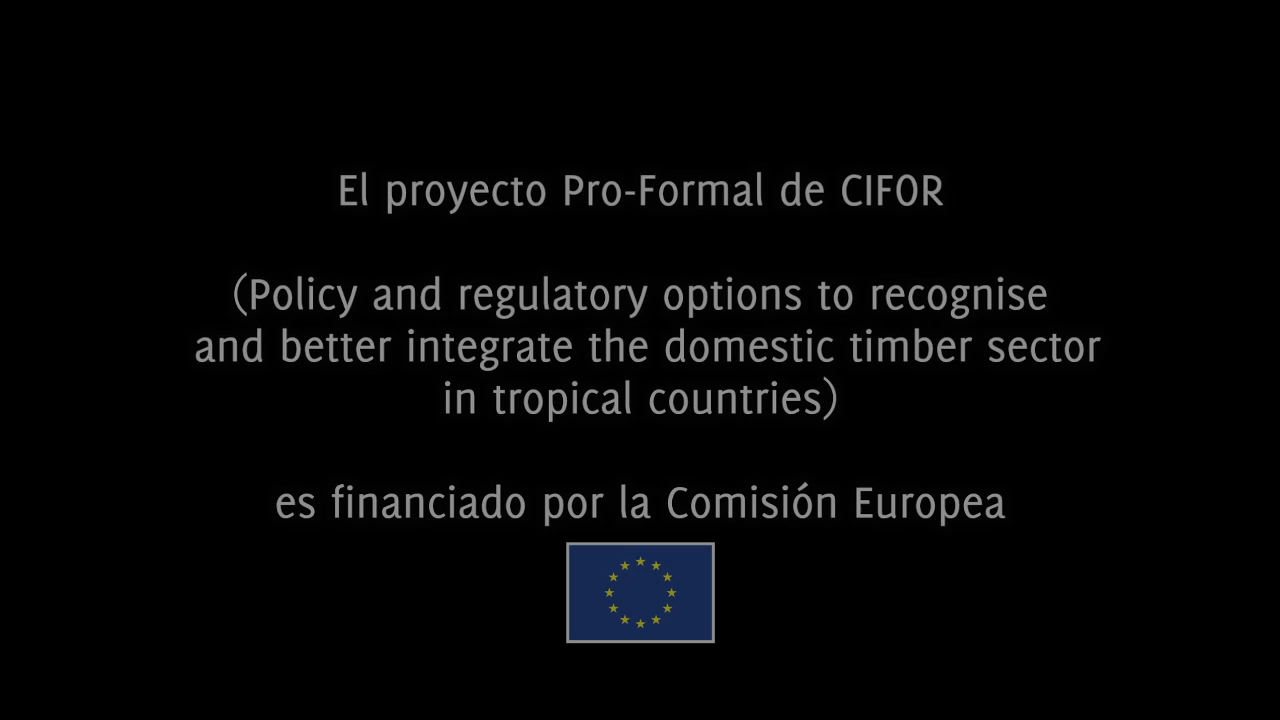 El proyecto Pro-Formal de CIFOR
(Policy and regulatory options to recognise
and better integrate the domestic timber sector
in tropical countries)
es financiado por la Comisión Europea